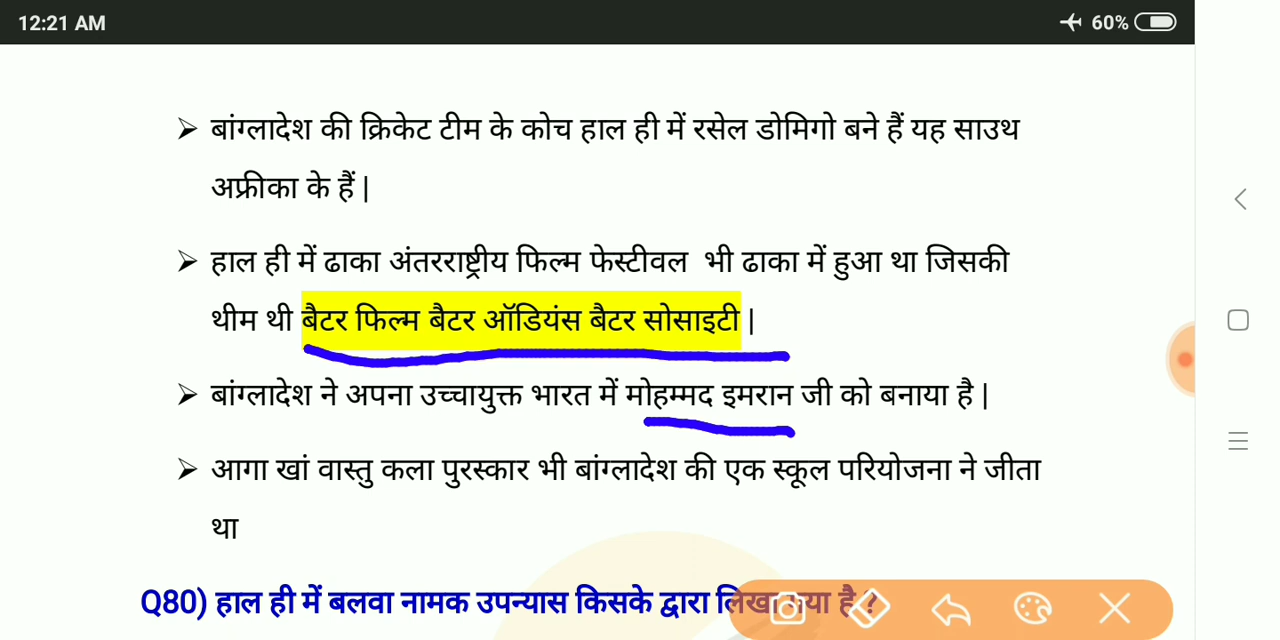 12:21 AM
60%
➢ बांग्लादेश की क्रिकेट टीम के कोच हाल ही में रसेल डोमिगो बने हैं यह साउथ
अफ्रीका के हैं |
➢ हाल ही में ढाका अंतरराष्ट्रीय फिल्म फेस्टीवल भी ढाका में हुआ था जिसकी
थीम थी बैटर फिल्म बैटर ऑडियंस बैटर सोसाइटी |
➢ बांग्लादेश ने अपना उच्चायुक्त भारत में मोहम्मद इमरान जी को बनाया है |
➢ आगा खां वास्तु कला पुरस्कार भी बांग्लादेश की एक स्कूल परियोजना ने जीता
था
Q80) हाल ही में बलवा नामक उपन्यास किसके द्वारा लिखा गया है ?